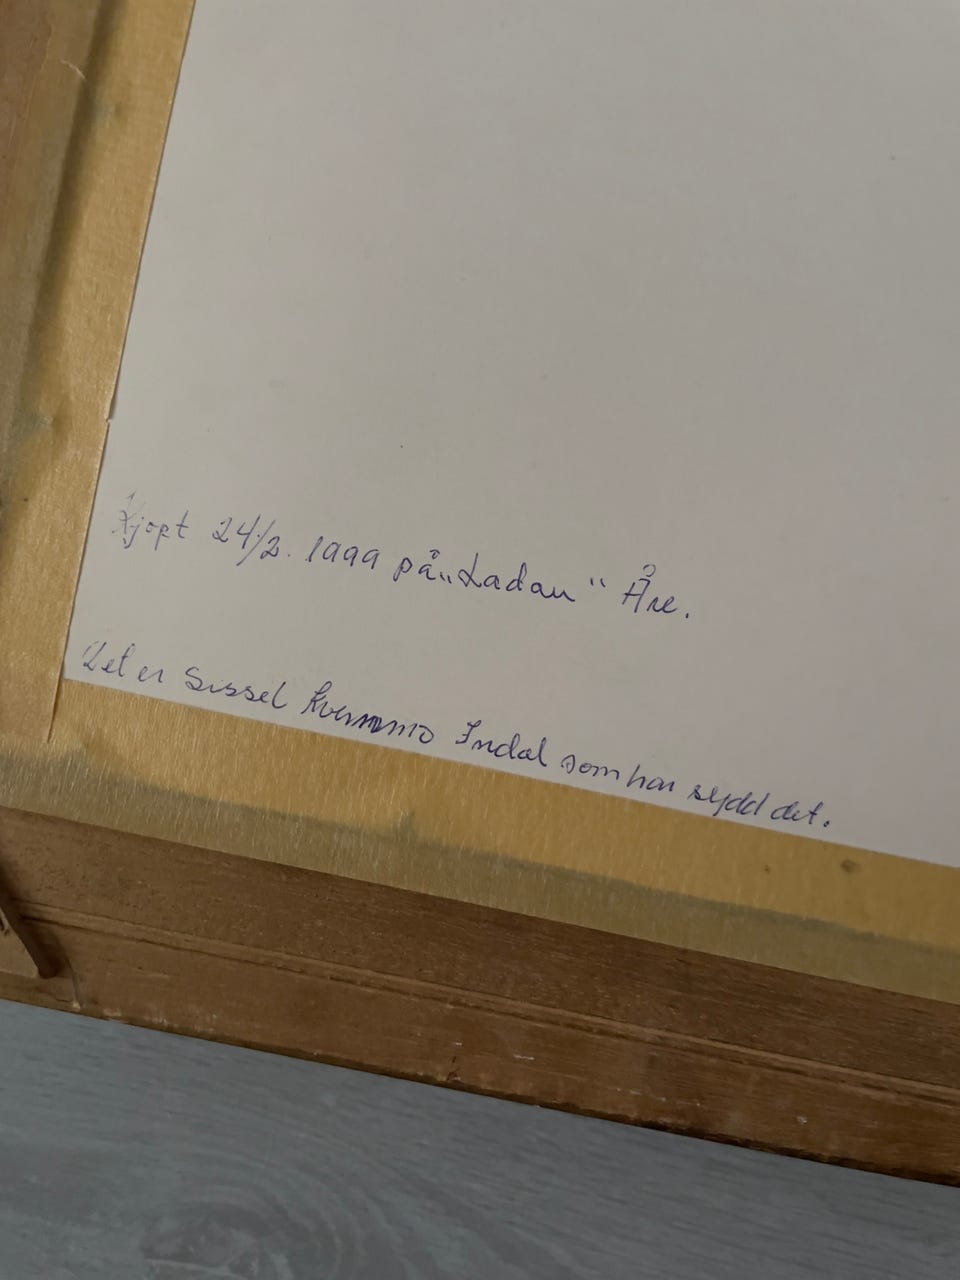 Kjøpt 24/2. 1999 på „Ladan“ Åre.
Det er Sissel Indal som har sydd det.